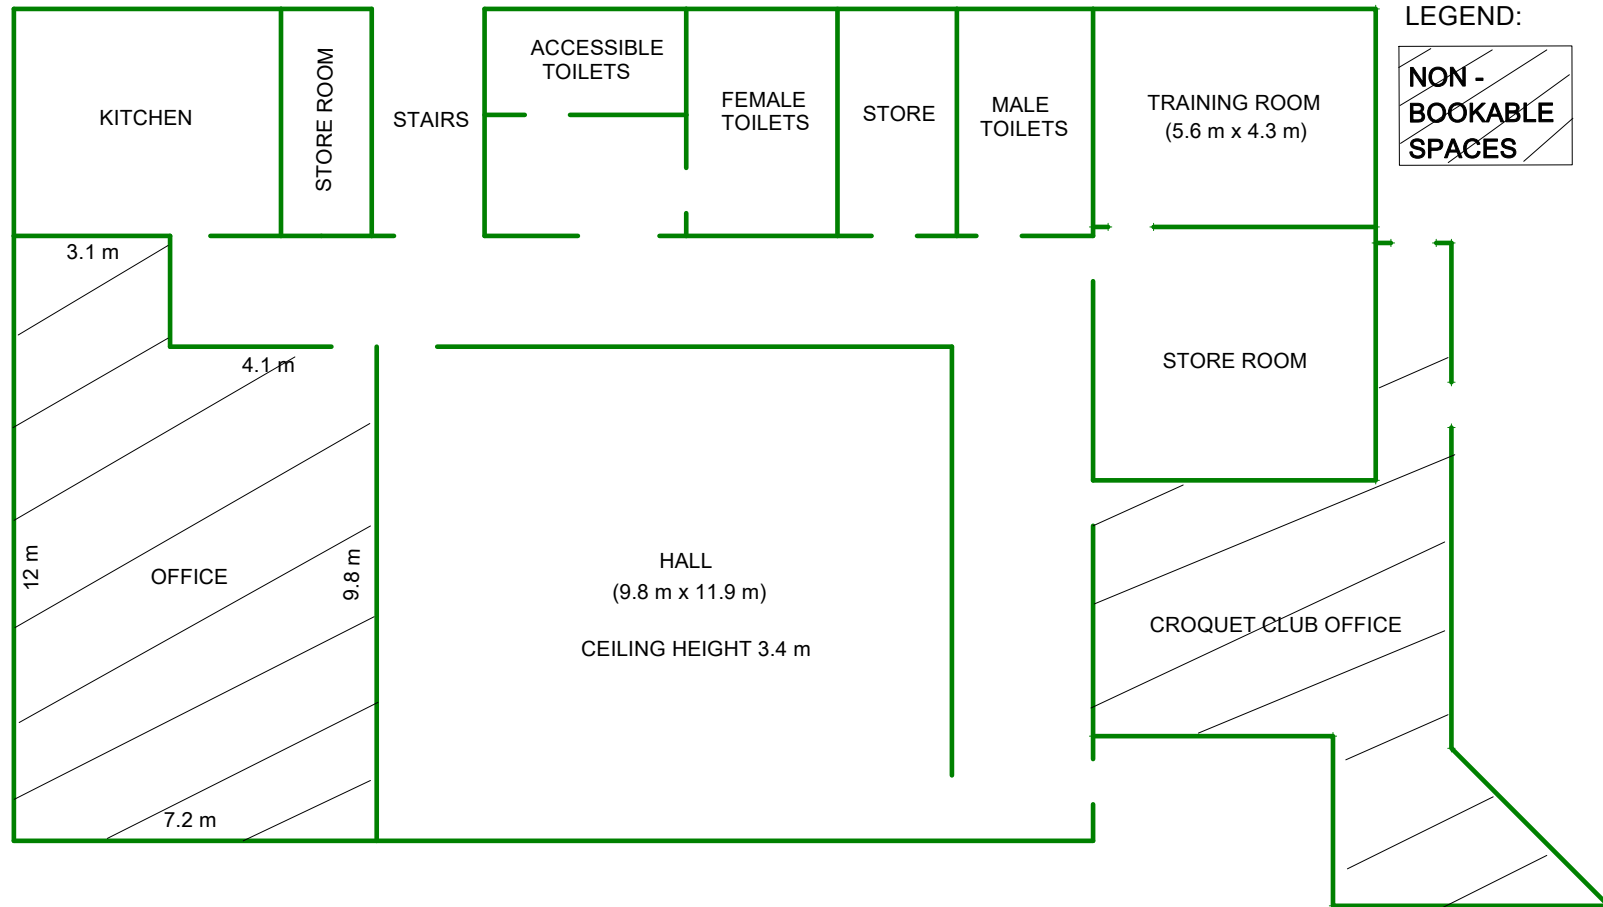 LEGEND:
NON -
BOOKABLE
SPACES
KITCHEN
STORE ROOM
STAIRS
ACCESSIBLE
TOILETS
FEMALE
TOILETS
STORE
MALE
TOILETS
TRAINING ROOM
(5.6 m x 4.3 m)
3.1 m
4.1 m
STORE ROOM
12 m
OFFICE
9.8 m
HALL
(9.8 m x 11.9 m)
CEILING HEIGHT 3.4 m
CROQUET CLUB OFFICE
7.2 m